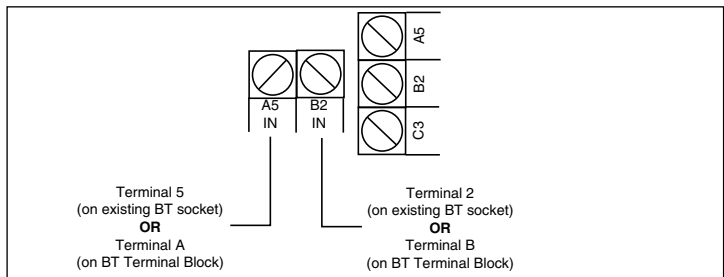 A5
B2
C3
A5 B2
IN IN
Terminal 5
(on existing BT socket)
OR
Terminal A
(on BT Terminal Block)
Terminal 2
(on existing BT socket)
OR
Terminal B
(on BT Terminal Block)